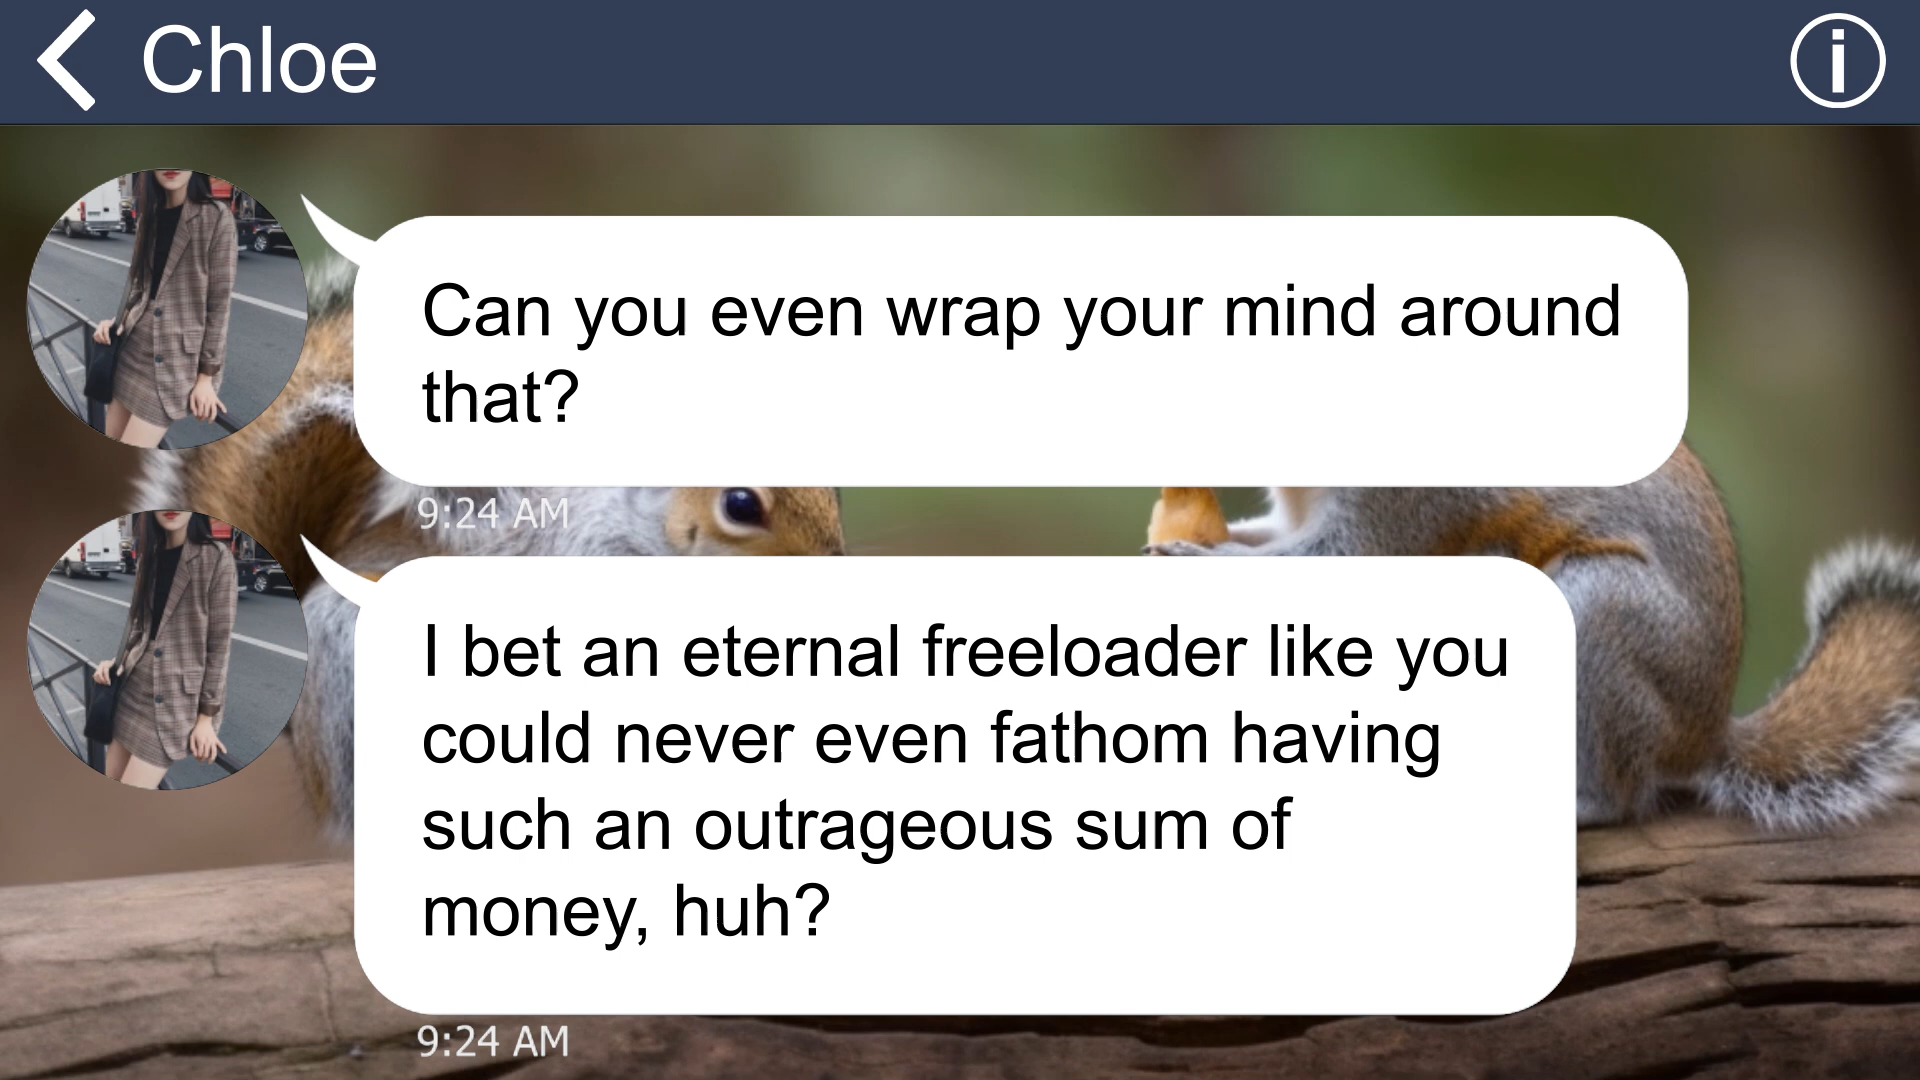 Chloe
Can you even wrap your mind around
that?
9:24 AM
I bet an eternal freeloader like you
could never even fathom having
such an outrageous sum of
money, huh?
9:24 AM